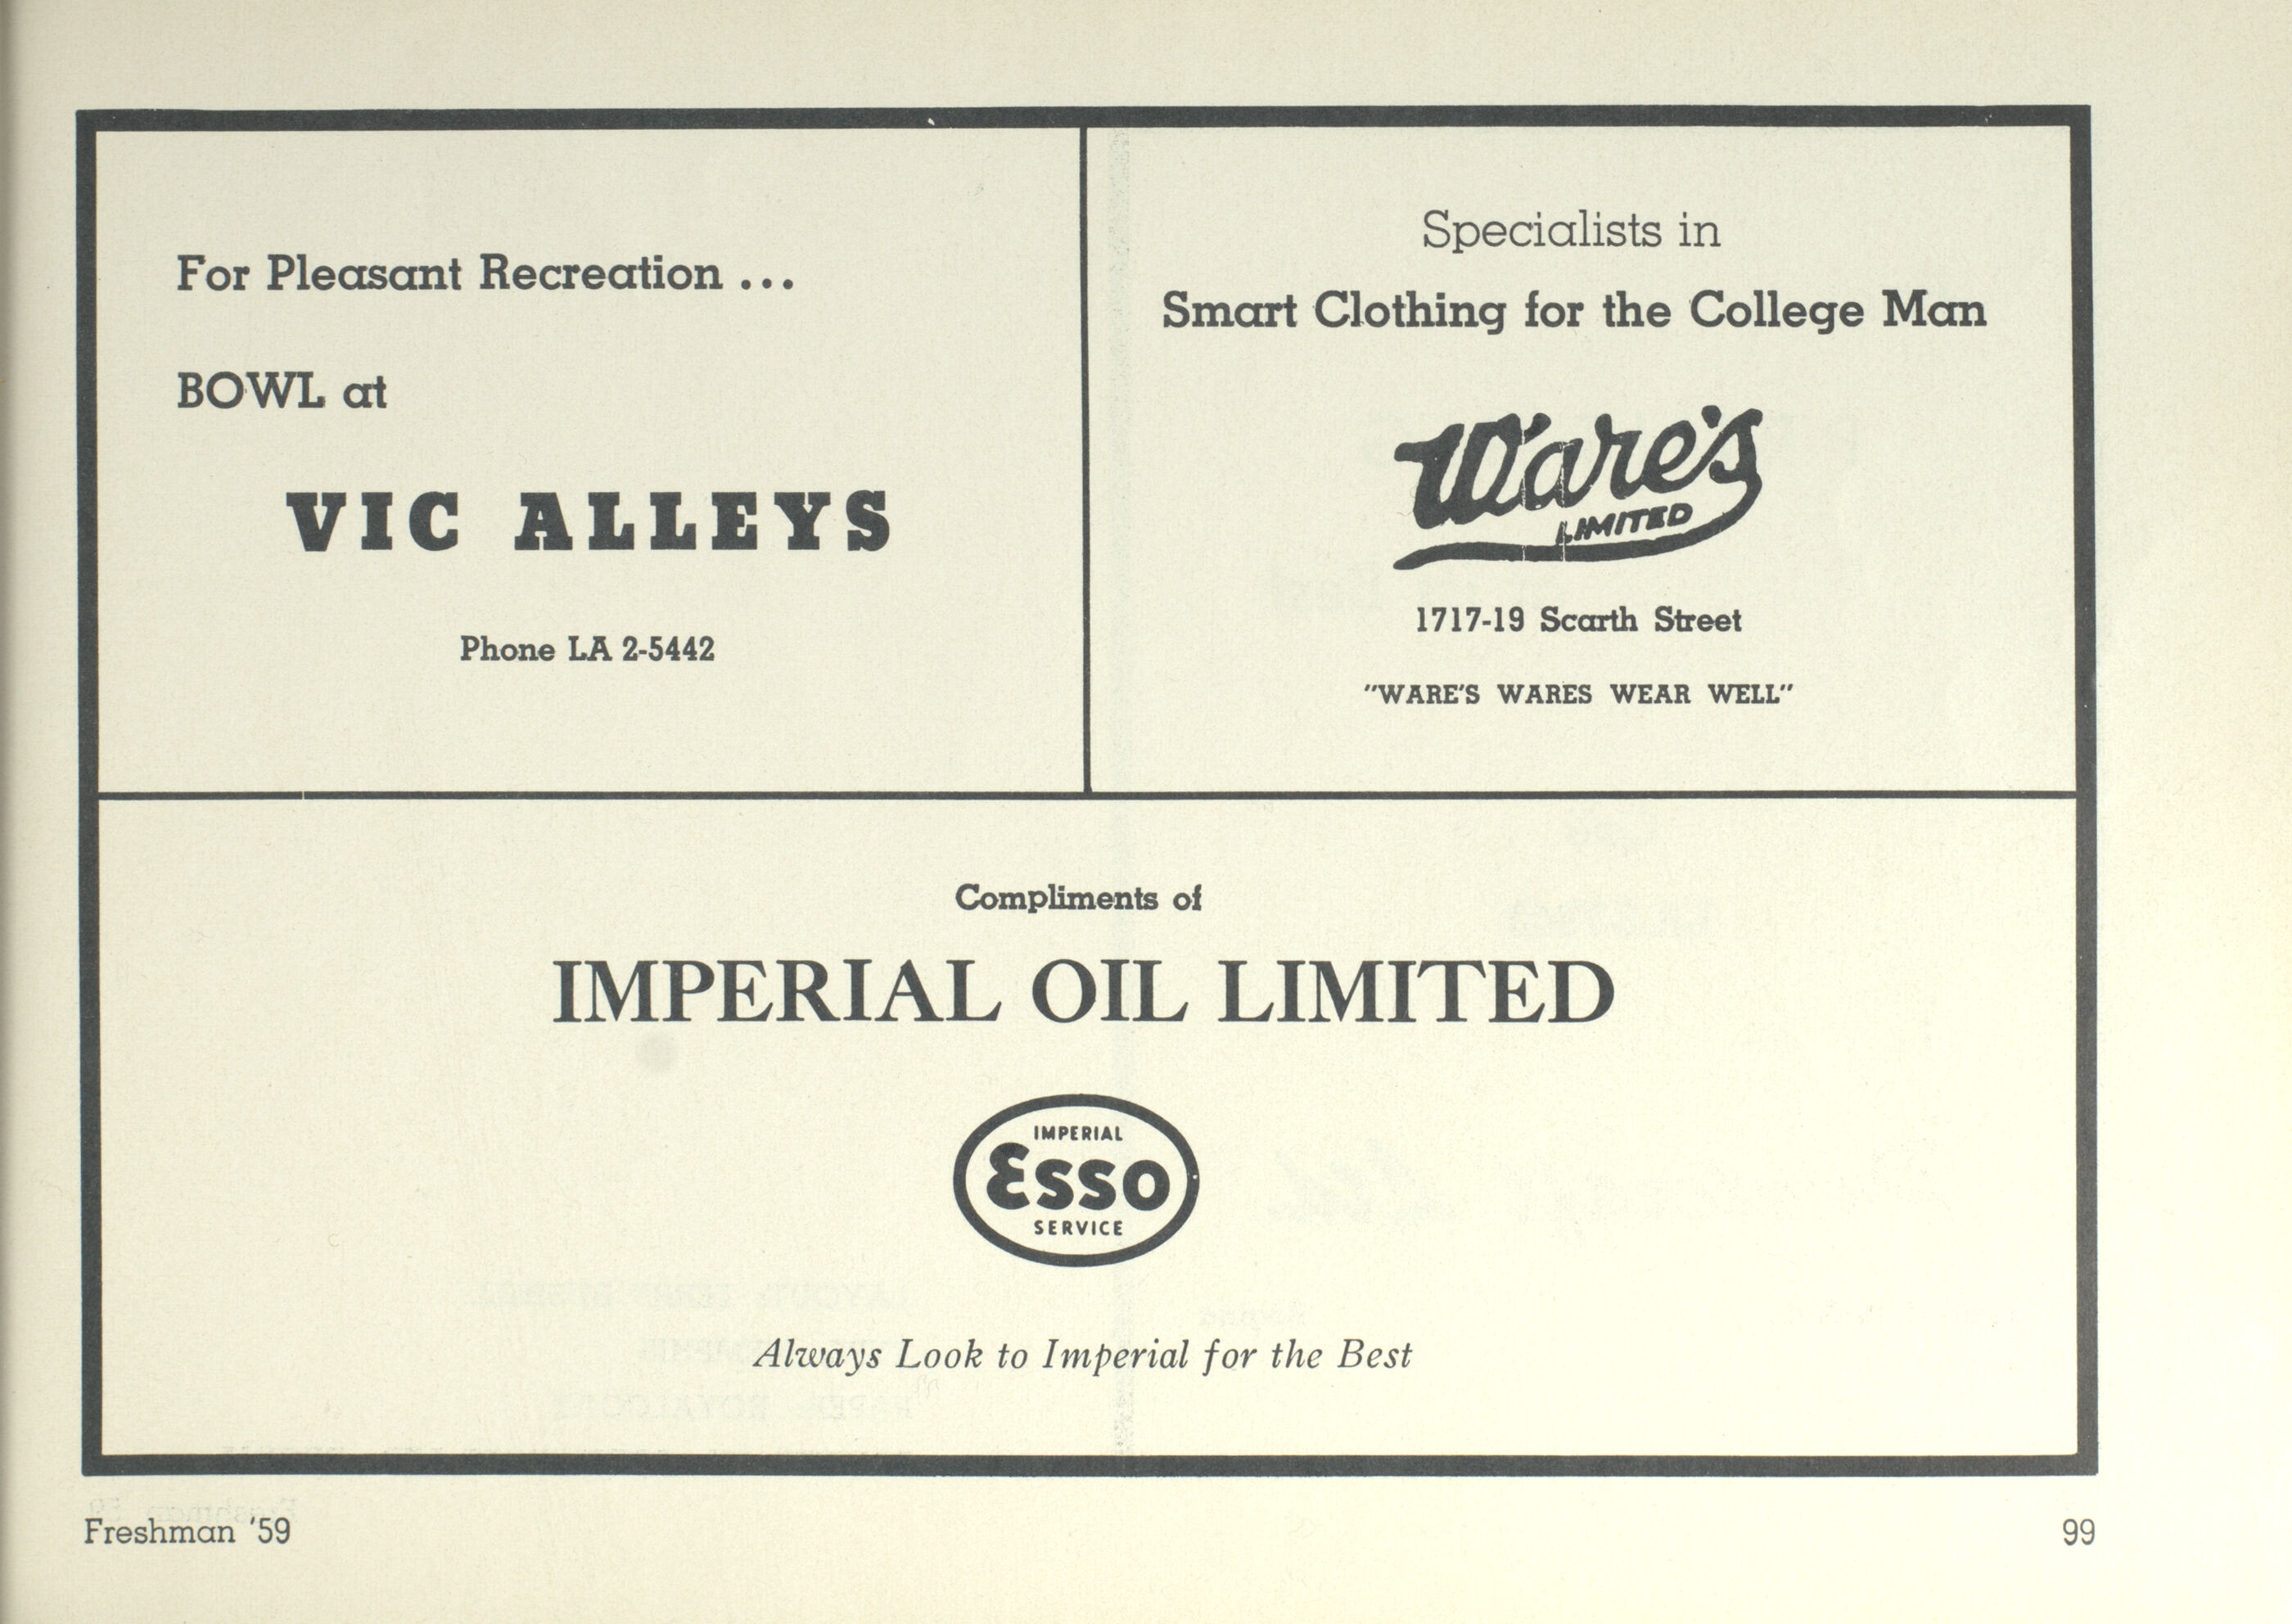 For Pleasant Recreation ...
BOWL at
VIC ALLEYS
Phone LA 2-5442
Specialists in
Smart Clothing for the College Man
Ware's
LIMITED
1717-19 Scarth Street
"WARE'S WARES WEAR WELL"
Compliments of
IMPERIAL OIL LIMITED
IMPERIAL
Esso
SERVICE
Always Look to Imperial for the Best
Freshman '59
99